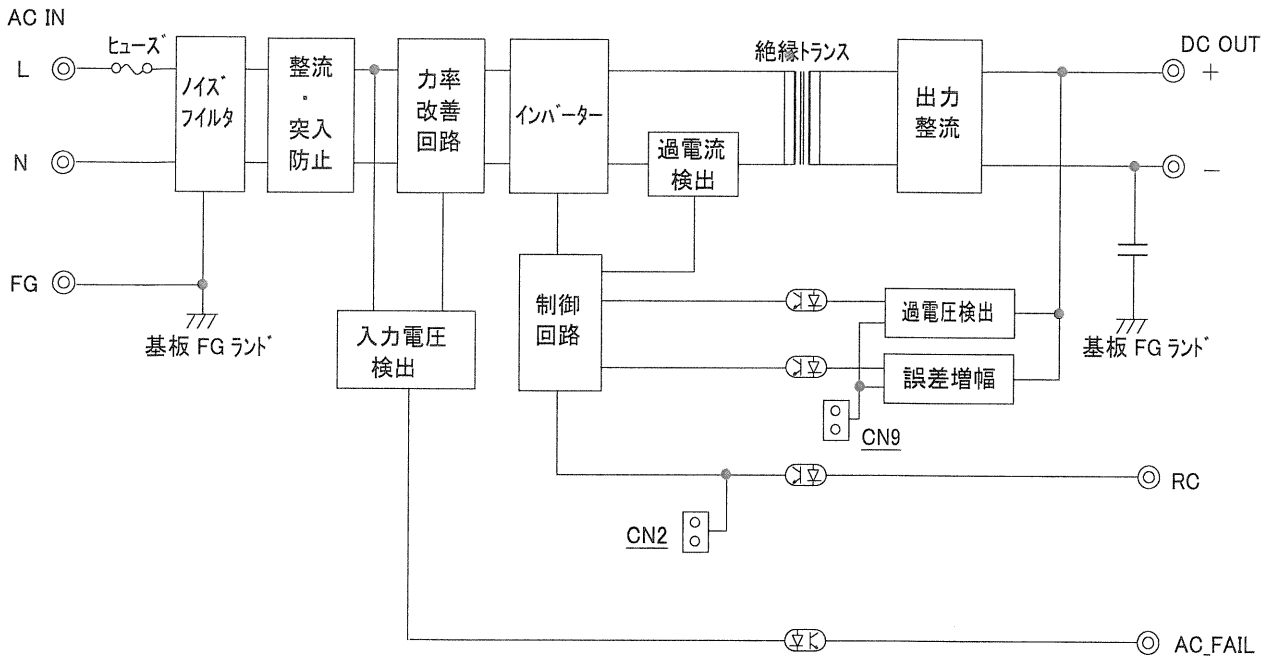 AC IN
ヒューズ
L
N
FG
ノイズ
フィルタ
整流
・
突入
防止
力率
改善
回路
インバーター
過電流
検出
絶縁トランス
出力
整流
DC OUT
+
-
基板 FG ランド
入力電圧
検出
制御
回路
過電圧検出
誤差増幅
基板 FG ランド
CN9
RC
CN2
AC_FAIL